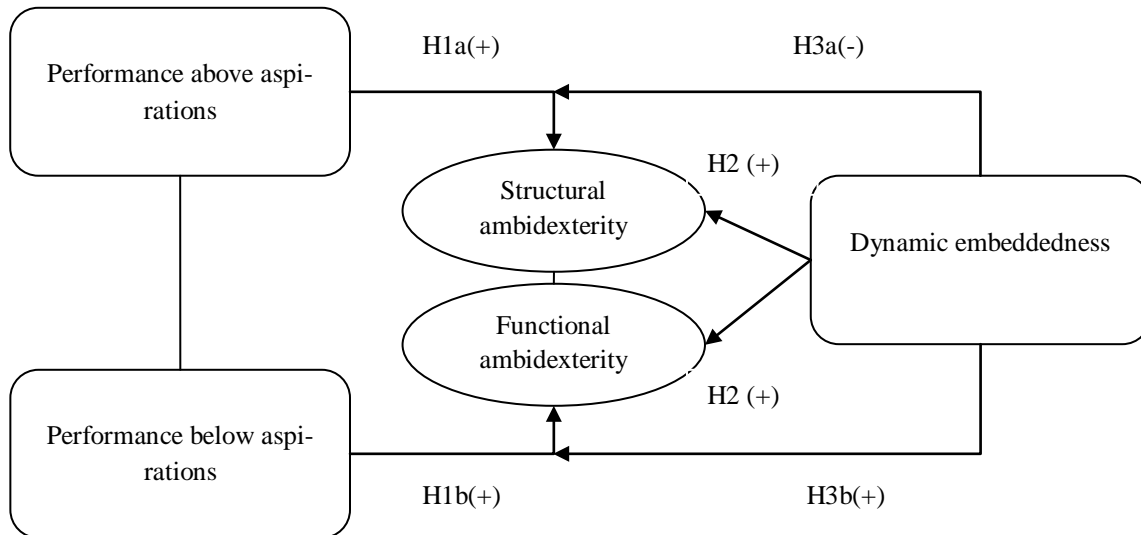 H1a(+)
H3a(-)
Performance above aspi-
rations
H2 (+)
Structural
ambidexterity
Dynamic embeddedness
Functional
ambidexterity
H2 (+)
Performance below aspi-
rations
H1b(+)
H3b(+)